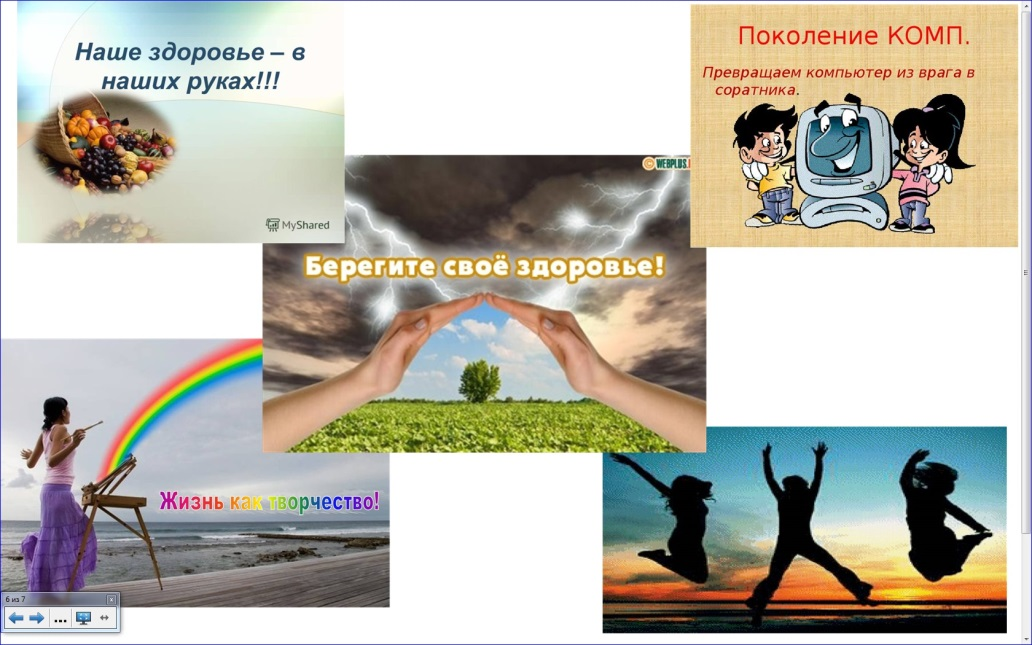 Наше здоровье – в
наших руках!!!
MyShared
Поколение КОМП.
Превращаем компьютер из врага в
соратника.
© WEBPLUS.
Берегите своё здоровье!
Жизнь как творчество!
6 из 7
...